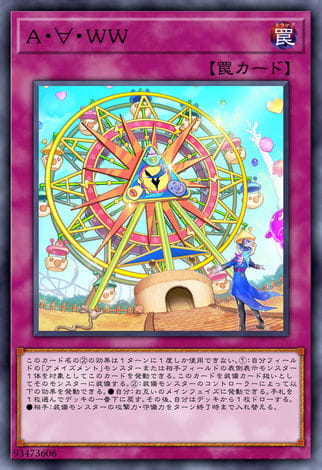 A・∀・WW
トラップ
罠
【罠カード】
このカード名の②の効果は1ターンに1度しか使用できない。①：自分フィール
ドの「アメイズメント」モンスターまたは相手フィールドの表側表示モンスター
1体を対象としてこのカードを発動できる。このカードを装備カード扱いとし
てそのモンスターに装備する。②：装備モンスターのコントローラーによって以
下の効果を発動できる。●自分：お互いのメインフェイズに発動できる。手札を
1枚選んでデッキの一番下に戻す。その後、自分はデッキから1枚ドローする。
●相手：装備モンスターの攻撃力・守備力をターン終了時まで入れ替える。
93473606